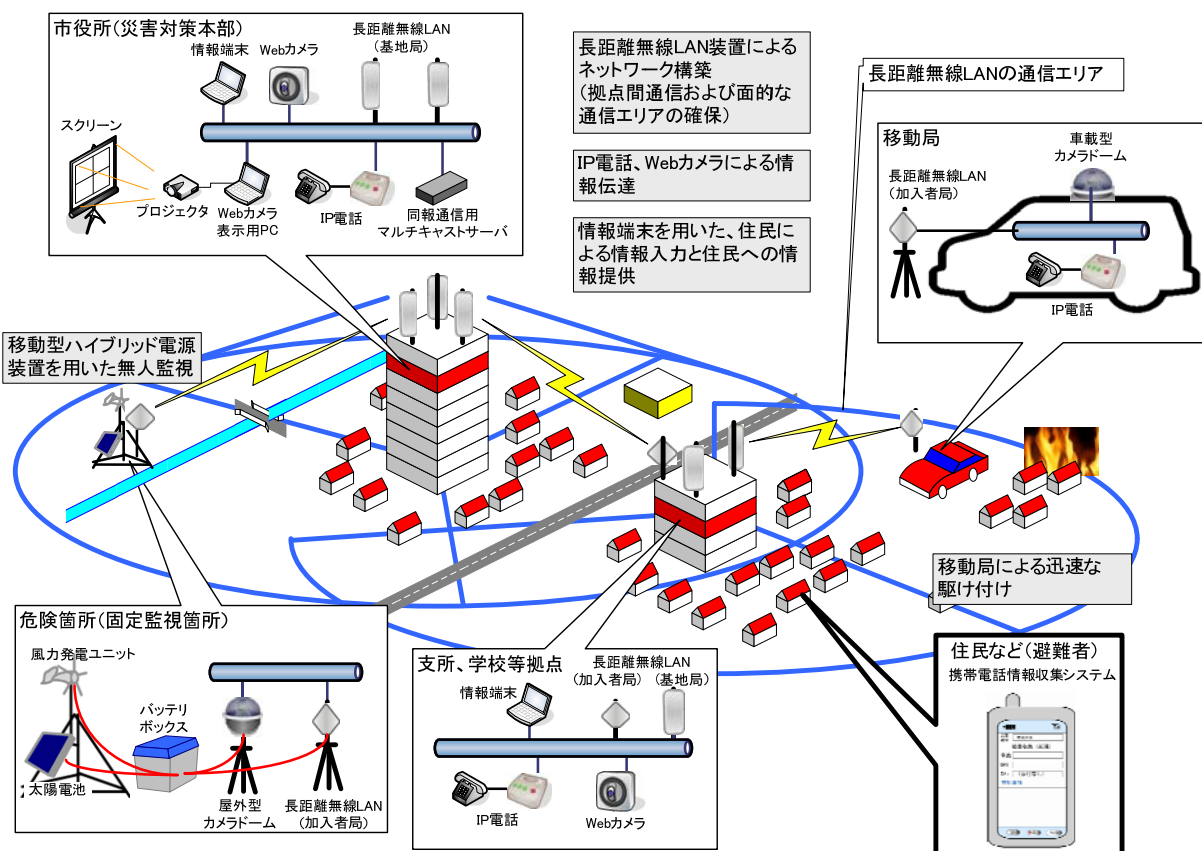 市役所(災害対策本部)
情報端末
Webカメラ
長距離無線LAN
(基地局)
スクリーン
プロジェクタ
Webカメラ
表示用PC
IP電話
同報通信用
マルチキャストサーバ
長距離無線LAN装置による
ネットワーク構築
(拠点間通信および面的な
通信エリアの確保)
IP電話、Webカメラによる情
報伝達
情報端末を用いた、住民に
よる情報入力と住民への情
報提供
長距離無線LANの通信エリア
移動局
車載型
カメラドーム
長距離無線LAN
(加入者局)
IP電話
移動型ハイブリッド電源
装置を用いた無人監視
移動局による迅速な
駆け付け
危険箇所(固定監視箇所)
風力発電ユニット
バッテリ
ボックス
太陽電池
屋外型
カメラドーム
長距離無線LAN
(加入者局)
支所、学校等拠点
情報端末
長距離無線LAN
(加入者局)
(基地局)
IP電話
Webカメラ
住民など(避難者)
携帯電話情報収集システム